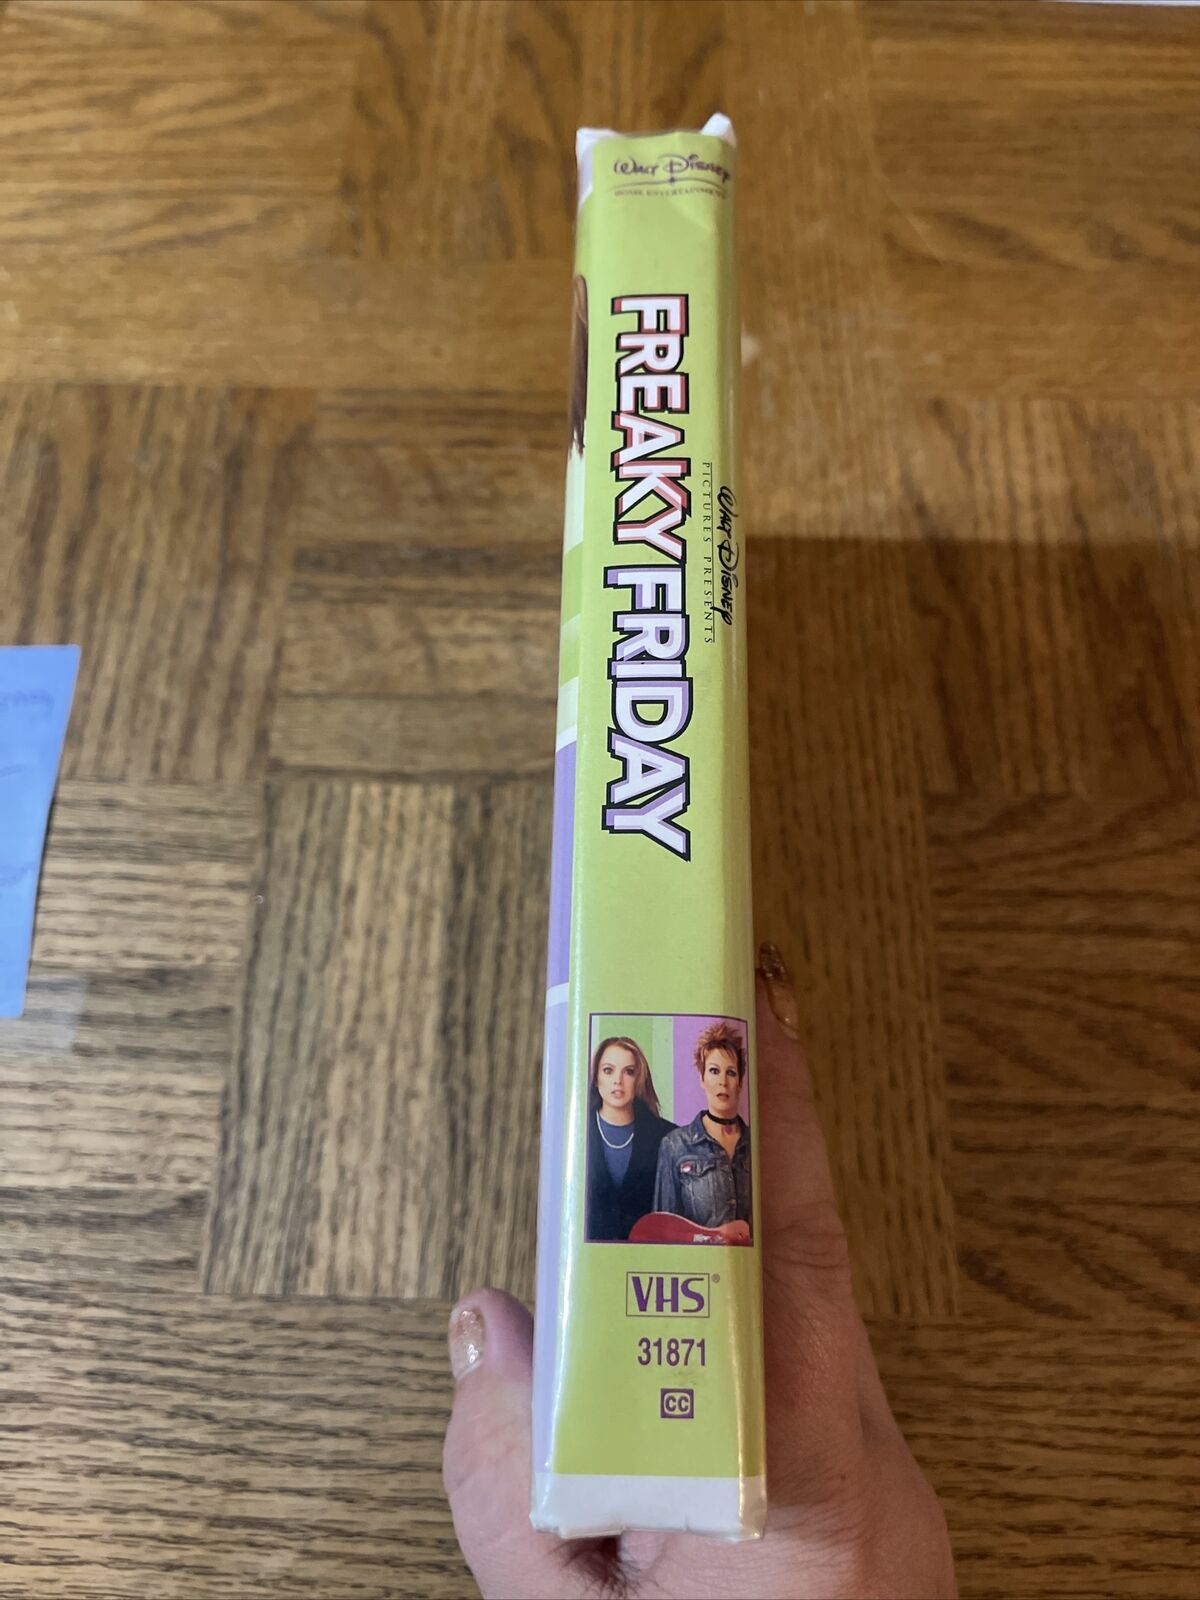 WALT DISNEY
HOME ENTERTAINMENT
WALT DISNEY
PICTURES PRESENTS
FREAKY FRIDAY
VHS®
31871
CC